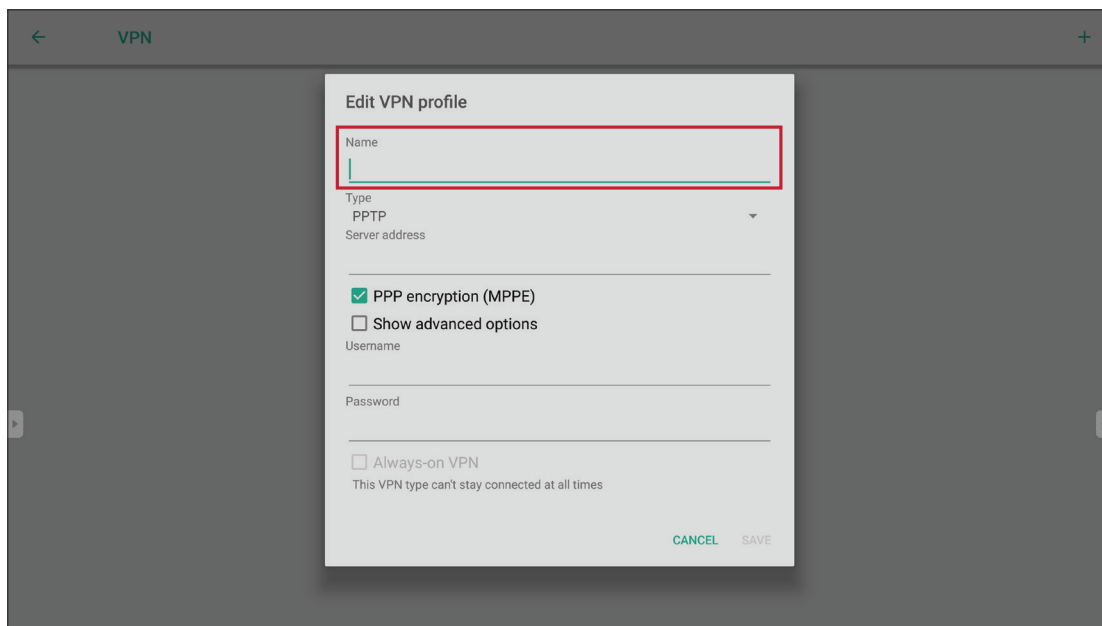 VPN
Edit VPN profile
Name
Type
PPTP
Server address
PPP encryption (MPPE)
Show advanced options
Username
Password
Always-on VPN
This VPN type can't stay connected at all times
CANCEL SAVE